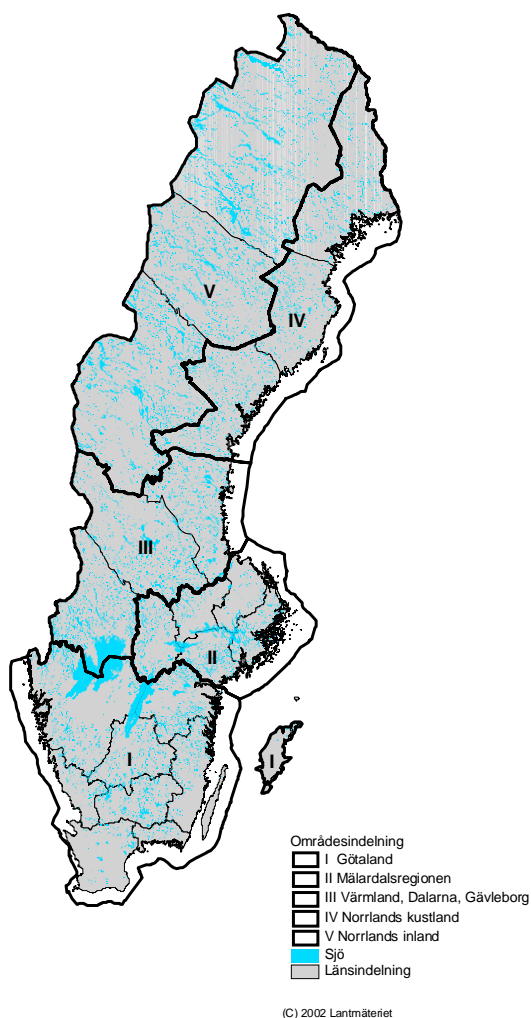 V
IV
III
II
I
I
Områdesindelning
I Götaland
II Mälardalsregionen
III Värmland, Dalarna, Gävleborg
IV Norrlands kustland
V Norrlands inland
Sjö
Länsindelning
(C) 2002 Lantmäteriet